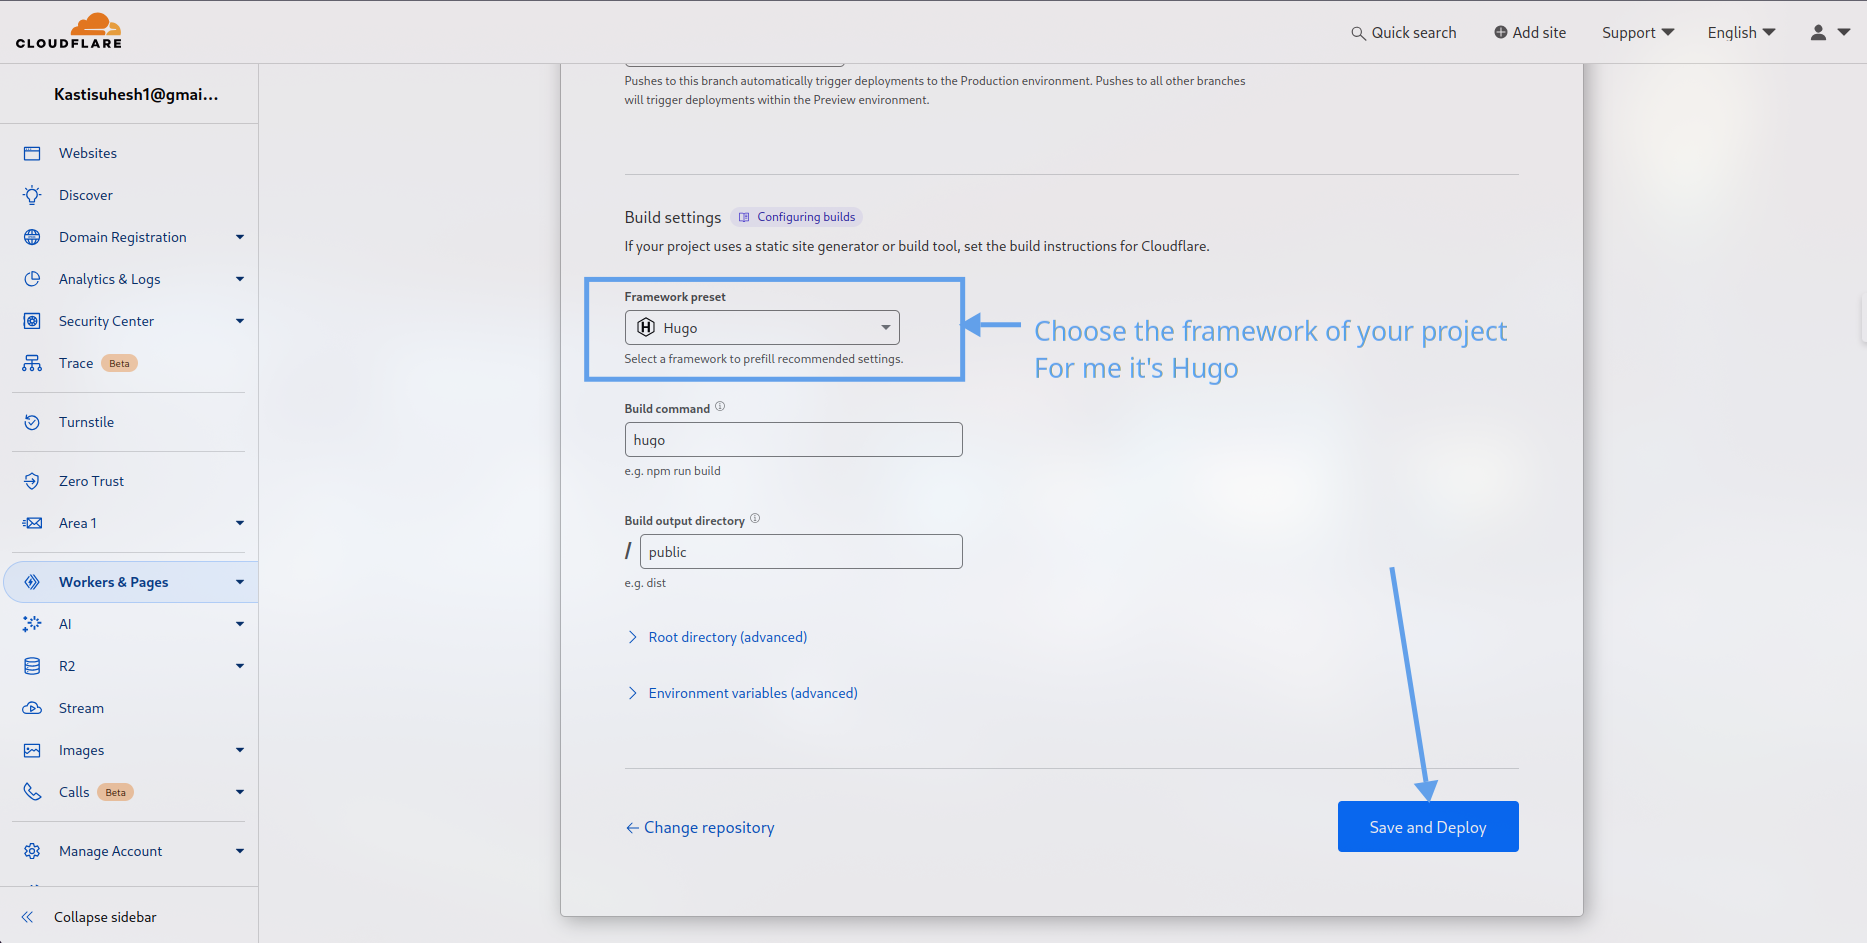 CLOUDFLARE
Quick search
Add site
Support
English
Kastisuhesh1@gmai...
Websites
Discover
Domain Registration
Analytics & Logs
Security Center
Trace Beta
Turnstile
Zero Trust
Area 1
Workers & Pages
AI
R2
Stream
Images
Calls Beta
Manage Account
Collapse sidebar
Pushes to this branch automatically trigger deployments to the Production environment. Pushes to all other branches
will trigger deployments within the Preview environment.
Build settings Configuring builds
If your project uses a static site generator or build tool, set the build instructions for Cloudflare.
Framework preset
Hugo
Select a framework to prefill recommended settings.
Choose the framework of your project
For me it's Hugo
Build command
hugo
e.g. npm run build
Build output directory
/ public
e.g. dist
Root directory (advanced)
Environment variables (advanced)
Change repository
Save and Deploy